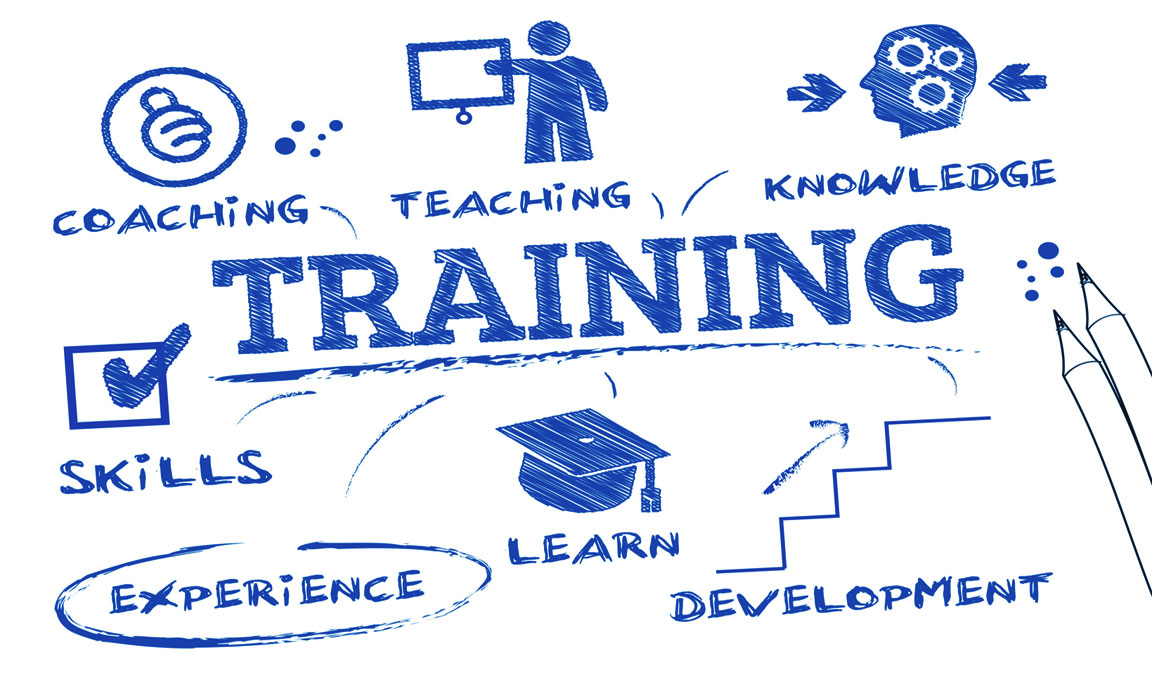 COACHiNG
TEACHiNG
KNOWLEDGE
TRAINING
SKiLLS
LEARN
EXPERiENCE
DEVELOPMENT